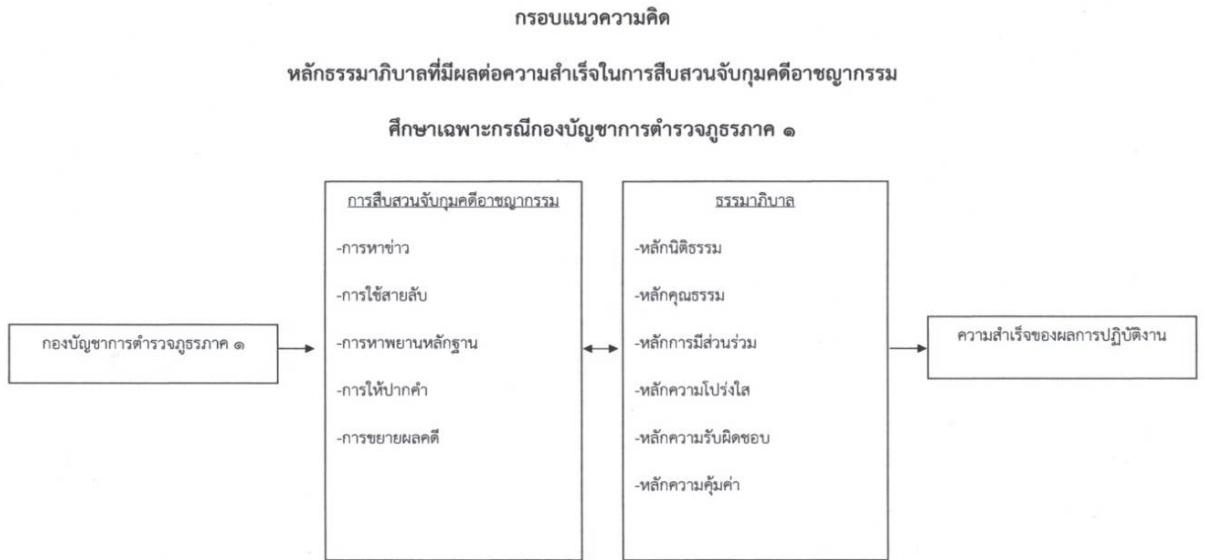 กรอบแนวความคิด
หลักธรรมาภิบาลที่มีผลต่อความสำเร็จในการสืบสวนจับกุมคดีอาชญากรรม
ศึกษาเฉพาะกรณีกองบัญชาการตำรวจภูธรภาค ๑
กองบัญชาการตำรวจภูธรภาค ๑
การสืบสวนจับกุมคดีอาชญากรรม
-การหาข่าว
-การใช้สายลับ
-การหาพยานหลักฐาน
-การให้ปากคำ
-การขยายผลคดี
ธรรมาภิบาล
-หลักนิติธรรม
-หลักคุณธรรม
-หลักการมีส่วนร่วม
-หลักความโปร่งใส
-หลักความรับผิดชอบ
-หลักความคุ้มค่า
ความสำเร็จของผลการปฏิบัติงาน